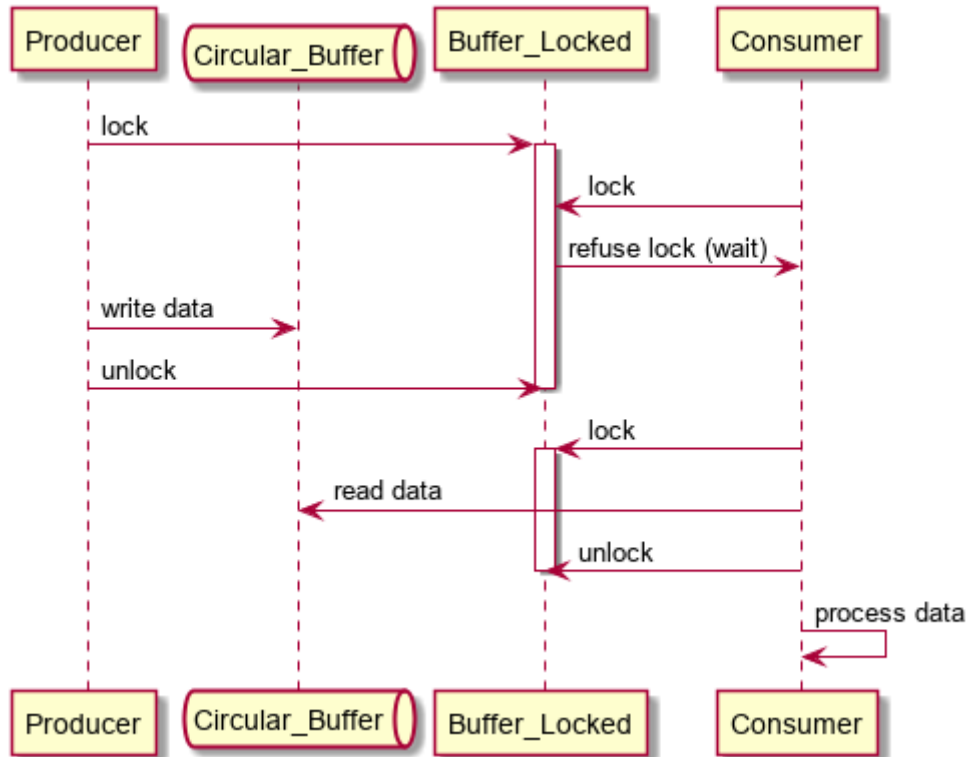 Producer
Circular_Buffer
Buffer_Locked
Consumer
lock
lock
refuse lock (wait)
write data
unlock
lock
read data
unlock
process data
Producer
Circular_Buffer
Buffer_Locked
Consumer